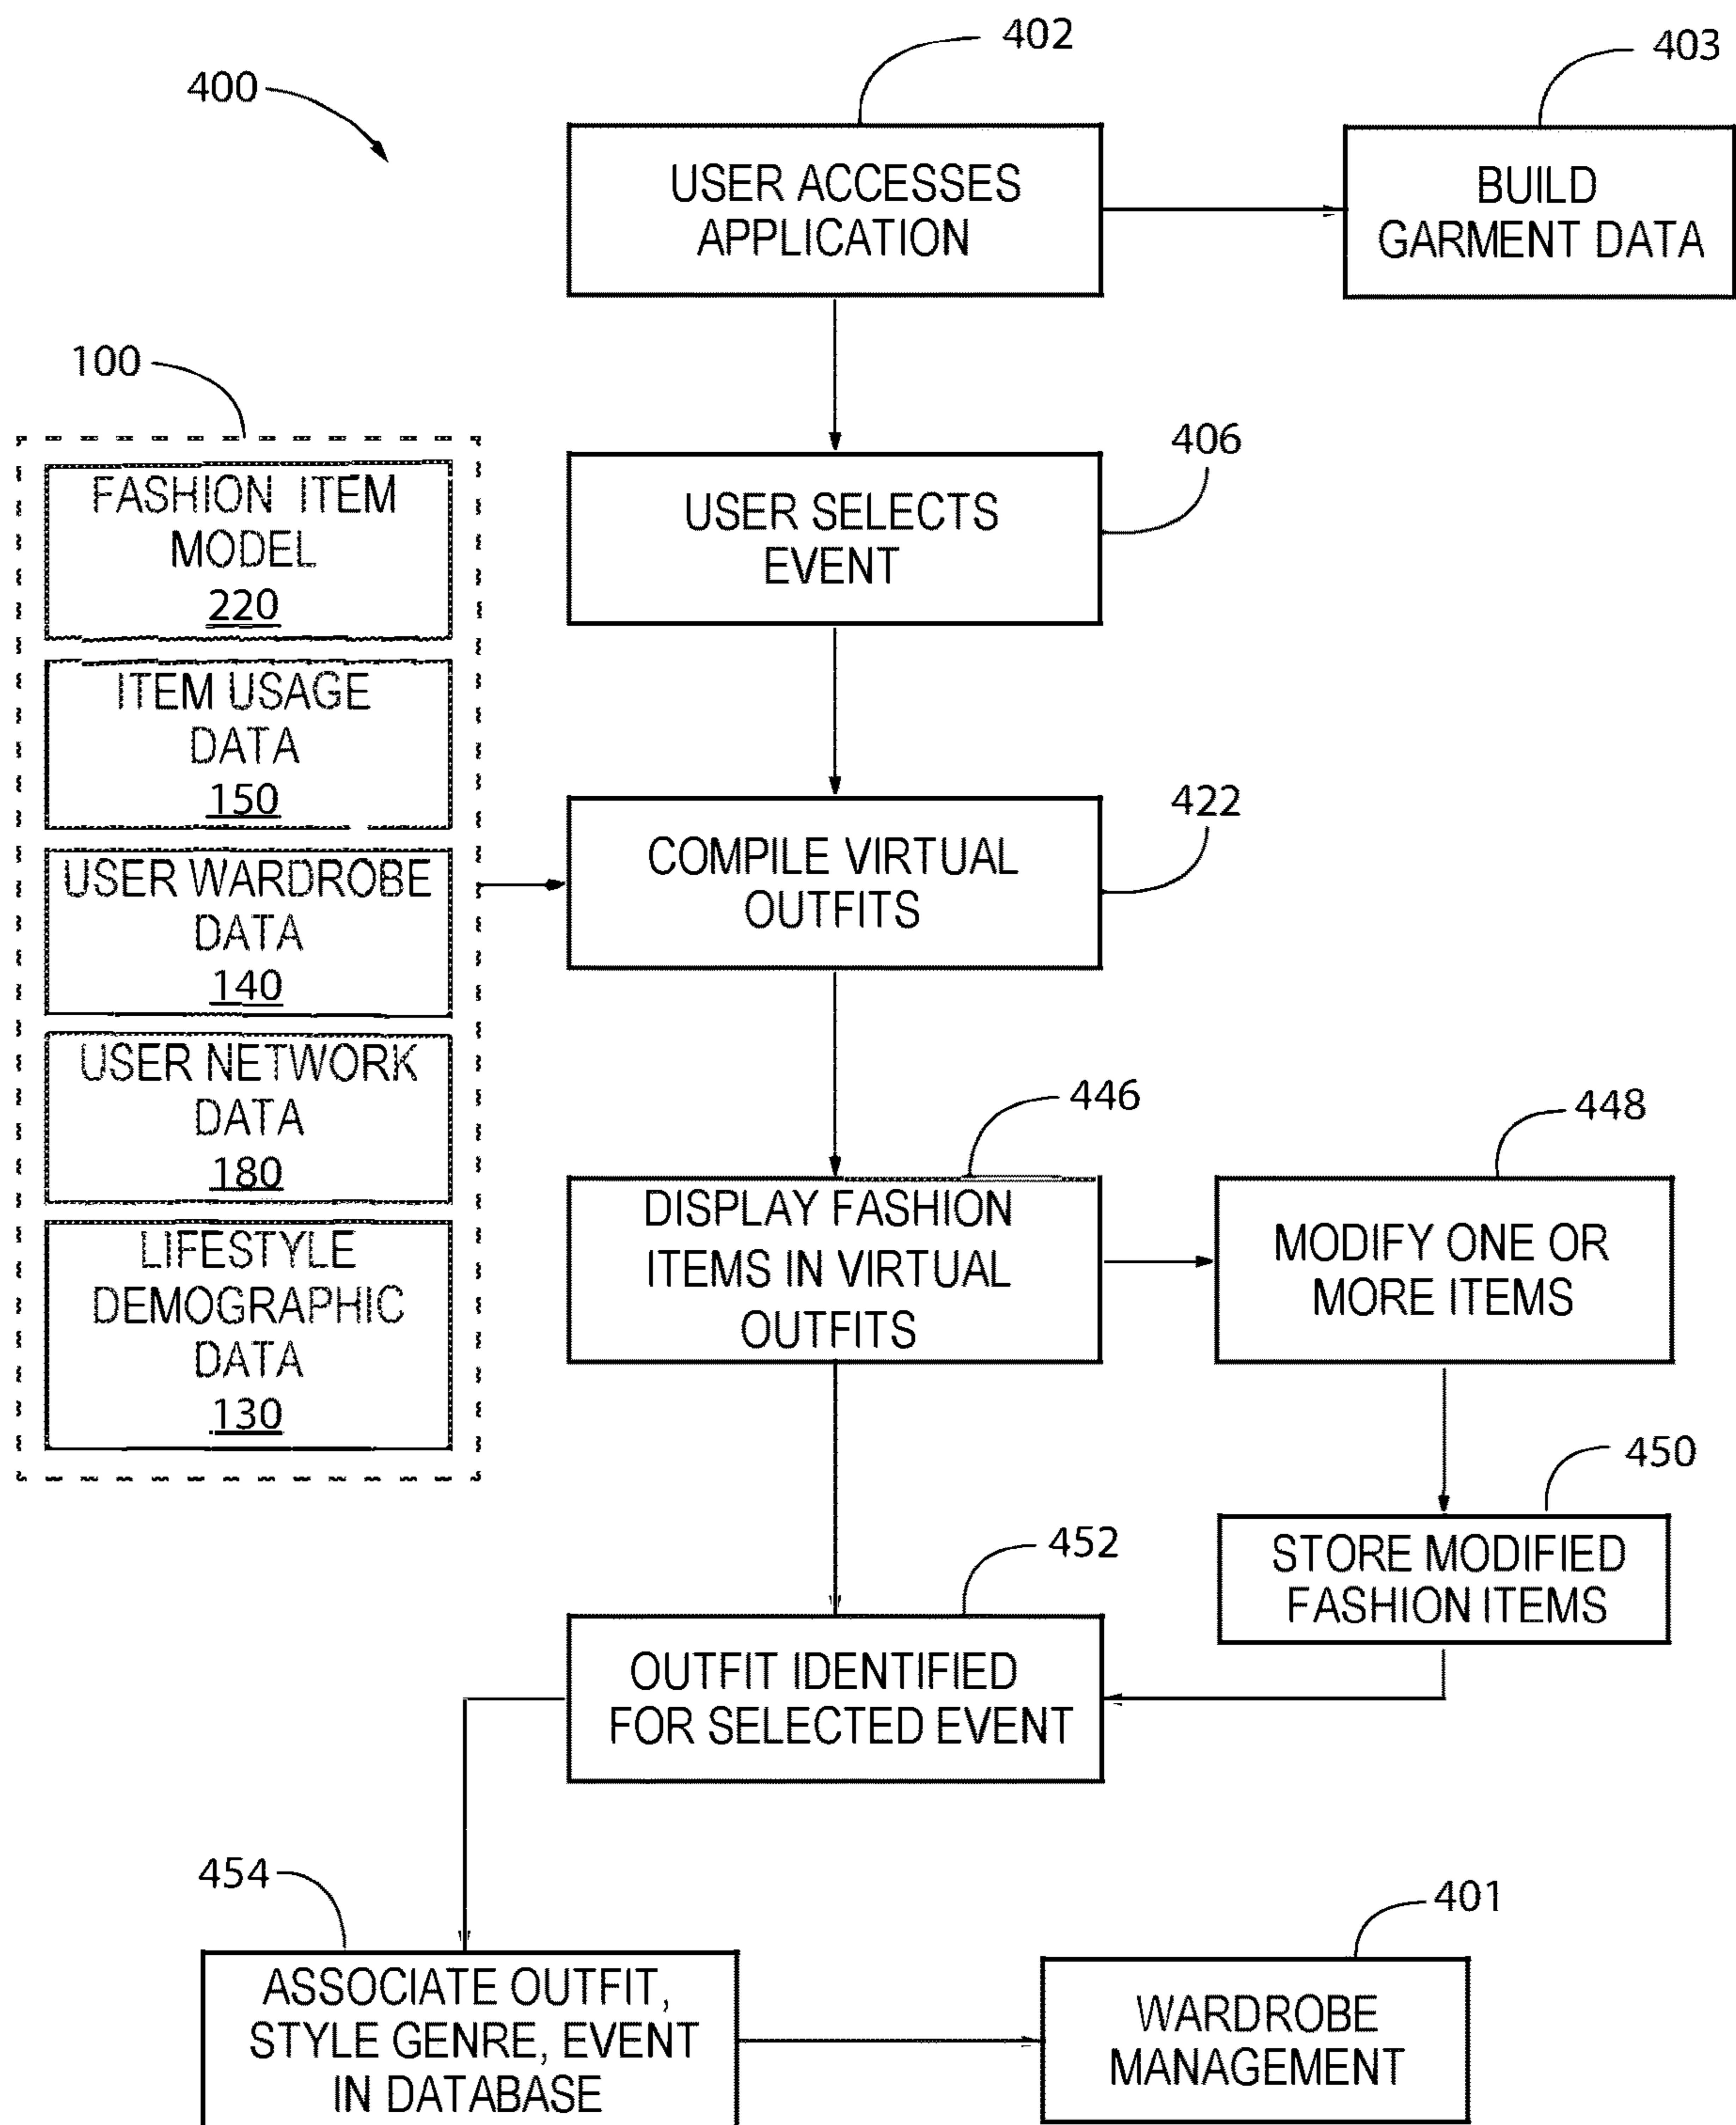 402
403
400
USER ACCESSES
APPLICATION
BUILD
GARMENT DATA
100
406
FASHION ITEM
MODEL
220
USER SELECTS
EVENT
ITEM USAGE
DATA
150
422
COMPILE VIRTUAL
OUTFITS
USER WARDROBE
DATA
140
USER NETWORK
DATA
180
446
448
DISPLAY FASHION
ITEMS IN VIRTUAL
OUTFITS
MODIFY ONE OR
MORE ITEMS
LIFESTYLE
DEMOGRAPHIC
DATA
130
450
STORE MODIFIED
FASHION ITEMS
452
OUTFIT IDENTIFIED
FOR SELECTED EVENT
454
401
ASSOCIATE OUTFIT,
STYLE GENRE, EVENT
IN DATABASE
WARDROBE
MANAGEMENT